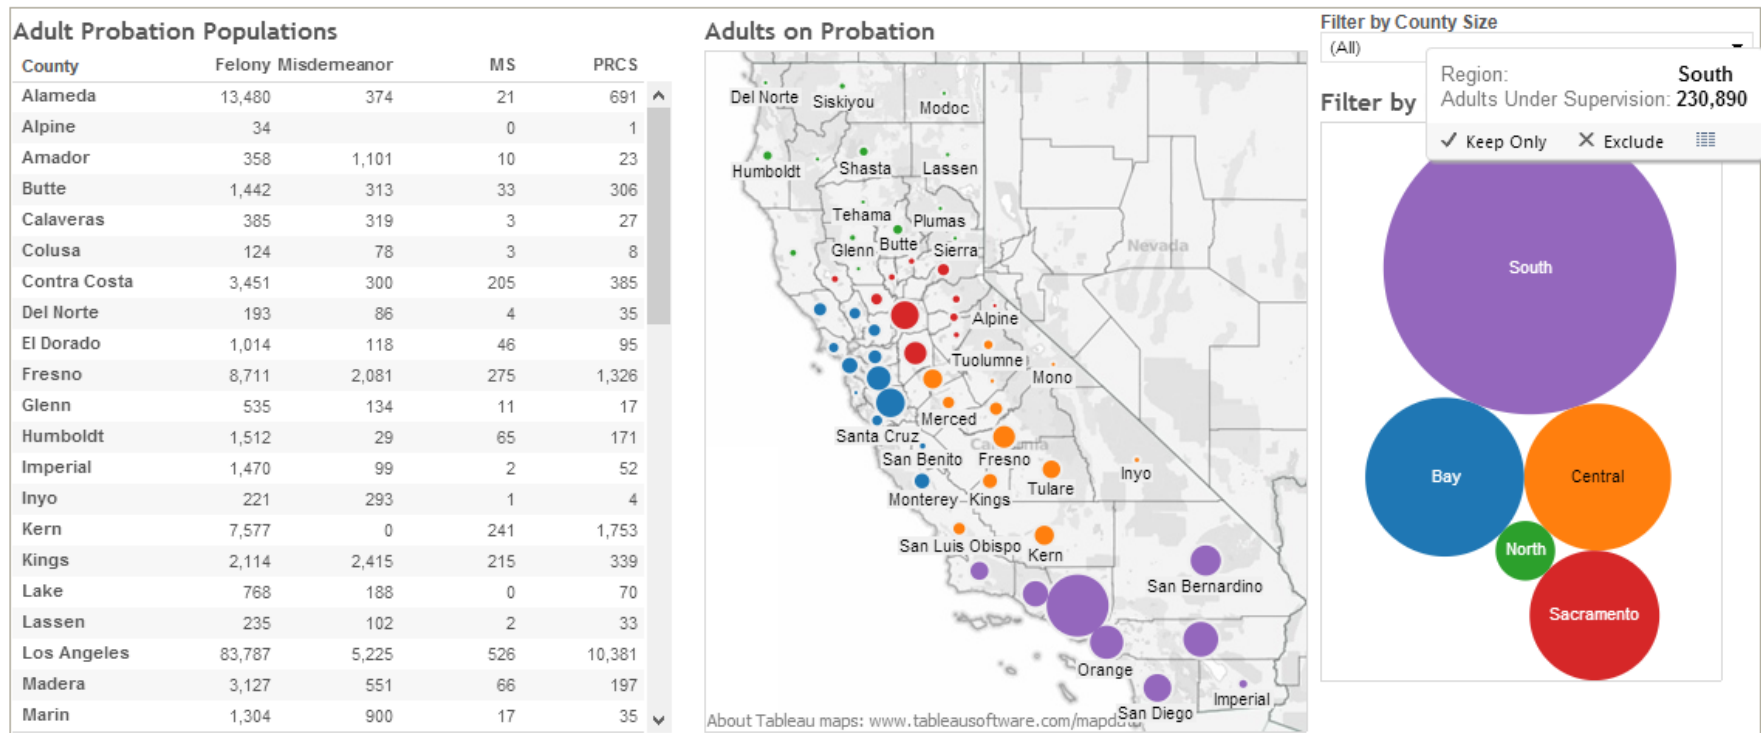 Adult Probation Populations
County Felony Misdemeanor MS PRCS
Alameda 13,480 374 21 691
Alpine 34 0 1
Amador 358 1,101 10 23
Butte 1,442 313 33 306
Calaveras 385 319 3 27
Colusa 124 78 3 8
Contra Costa 3,451 300 205 385
Del Norte 193 86 4 35
El Dorado 1,014 118 46 95
Fresno 8,711 2,081 275 1,326
Glenn 535 134 11 17
Humboldt 1,512 29 65 171
Imperial 1,470 99 2 52
Inyo 221 293 1 4
Kern 7,577 0 241 1,753
Kings 2,114 2,415 215 339
Lake 768 188 0 70
Lassen 235 102 2 33
Los Angeles 83,787 5,225 526 10,381
Madera 3,127 551 66 197
Marin 1,304 900 17 35
Adults on Probation
Del Norte Siskiyou Modoc
Humboldt Shasta Lassen
Tehama Plumas
Glenn Butte Sierra
Nevada
Alpine
Tuolumne
Mono
Merced
Santa Cruz
San Benito Fresno
Inyo
Tulare
Monterey Kings
San Luis Obispo Kern
San Bernardino
Orange
Imperial
San Diego
About Tableau maps: www.tableausoftware.com/mapd
Filter by County Size
(All)
Region: South
Adults Under Supervision: 230,890
Keep Only Exclude
Filter by
South
Bay
Central
North
Sacramento